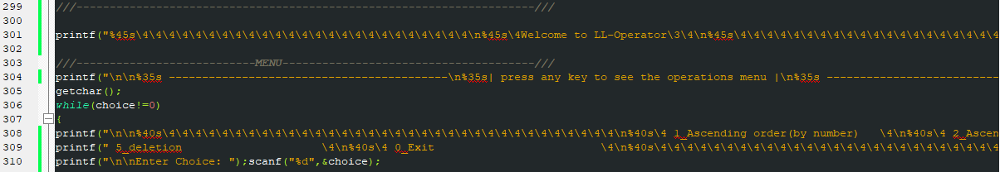 299 ///---------------------------------------------------------------------///
300
301 printf("%45s\4\4\4\4\4\4\4\4\4\4\4\4\4\4\4\4\4\4\4\4\4\4\4\4\4\n%45s\4Welcome to LL-Operator\3\4\n%45s\4\4\4\4\4\4\4\4\4\4\4\4\4\4\4\4\4\4\4\4
302
303 ///---------------------------MENU--------------------------------------///
304 printf("\n\n%35s ------------------------------------------\n%35s| press any key to see the operations menu |\n%35s --------------------------
305 getchar();
306 while(choice!=0)
307 {
308 printf("\n\n%40s\4\4\4\4\4\4\4\4\4\4\4\4\4\4\4\4\4\4\4\4\4\4\4\4\4\4\4\4\4\4\4\4\4\4\n%40s\4 1_Ascending order(by number)   \4\n%40s\4 2_Ascen
309 printf(" 5_deletion                     \4\n%40s\4 0_Exit                         \4\n%40s\4\4\4\4\4\4\4\4\4\4\4\4\4\4\4\4\4\4\4\4\4\4\4\4\4\4
310 printf("\n\nEnter Choice: ");scanf("%d",&choice);